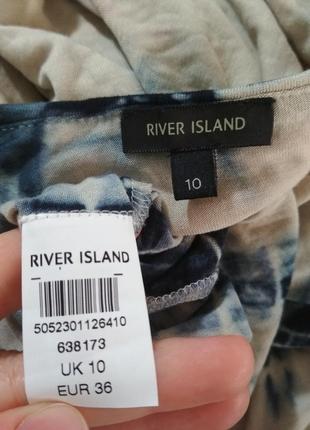 RIVER ISLAND
10
RIVER ISLAND
5052301126410
638173
UK 10
EUR 36